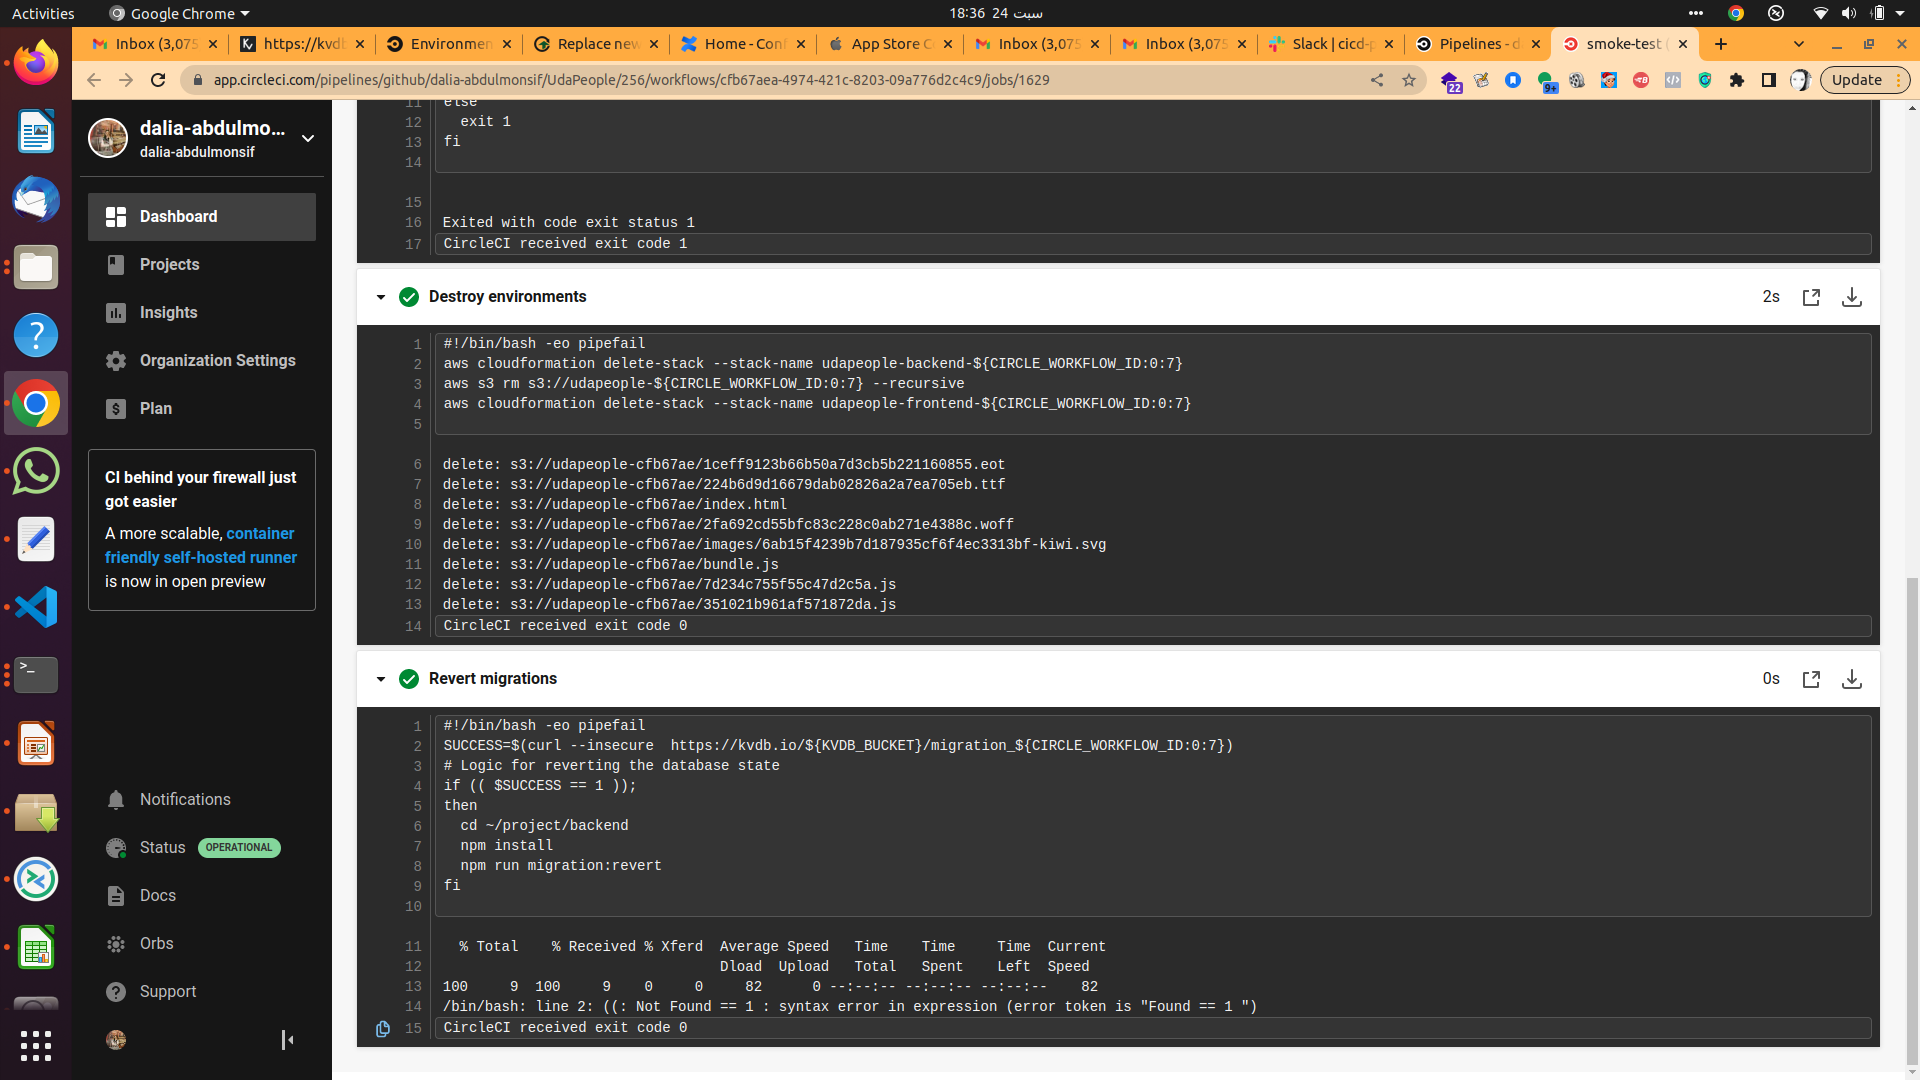 Activities
Google Chrome
18:36 24 سبت
Inbox (3,075
https://kvdb
Environmen
Replace new
Home - Conf
App Store C
Inbox (3,075
Inbox (3,075
Slack | cicd-p
Pipelines - d
smoke-test (
app.circleci.com/pipelines/github/dalia-abdulmonsif/UdaPeople/256/workflows/cfb67aea-4974-421c-8203-09a776d2c4c9/jobs/1629
22
9+
Update
dalia-abdulmo...
dalia-abdulmonsif
Dashboard
Projects
Insights
Organization Settings
Plan
CI behind your firewall just
got easier
A more scalable, container
friendly self-hosted runner
is now in open preview
Notifications
Status OPERATIONAL
Docs
Orbs
Support
11 else
12 exit 1
13 fi
14
15
16 Exited with code exit status 1
17 CircleCI received exit code 1
Destroy environments
2s
1 #!/bin/bash -eo pipefail
2 aws cloudformation delete-stack --stack-name udapeople-backend-${CIRCLE_WORKFLOW_ID:0:7}
3 aws s3 rm s3://udapeople-${CIRCLE_WORKFLOW_ID:0:7} --recursive
4 aws cloudformation delete-stack --stack-name udapeople-frontend-${CIRCLE_WORKFLOW_ID:0:7}
5
6 delete: s3://udapeople-cfb67ae/1ceff9123b66b50a7d3cb5b221160855.eot
7 delete: s3://udapeople-cfb67ae/224b6d9d16679dab02826a2a7ea705eb.ttf
8 delete: s3://udapeople-cfb67ae/index.html
9 delete: s3://udapeople-cfb67ae/2fa692cd55bfc83c228c0ab271e4388c.woff
10 delete: s3://udapeople-cfb67ae/images/6ab15f4239b7d187935cf6f4ec3313bf-kiwi.svg
11 delete: s3://udapeople-cfb67ae/bundle.js
12 delete: s3://udapeople-cfb67ae/7d234c755f55c47d2c5a.js
13 delete: s3://udapeople-cfb67ae/351021b961af571872da.js
14 CircleCI received exit code 0
Revert migrations
0s
1 #!/bin/bash -eo pipefail
2 SUCCESS=$(curl --insecure  https://kvdb.io/${KVDB_BUCKET}/migration_${CIRCLE_WORKFLOW_ID:0:7})
3 # Logic for reverting the database state
4 if (( $SUCCESS == 1 ));
5 then
6 cd ~/project/backend
7 npm install
8 npm run migration:revert
9 fi
10
11 % Total % Received % Xferd Average Speed Time Time Time Current
12 Dload Upload Total Spent Left Speed
13 100 9 100 9 0 0 82 0 --:--:-- --:--:-- --:--:-- 82
14 /bin/bash: line 2: ((: Not Found == 1 : syntax error in expression (error token is "Found == 1 ")
15 CircleCI received exit code 0